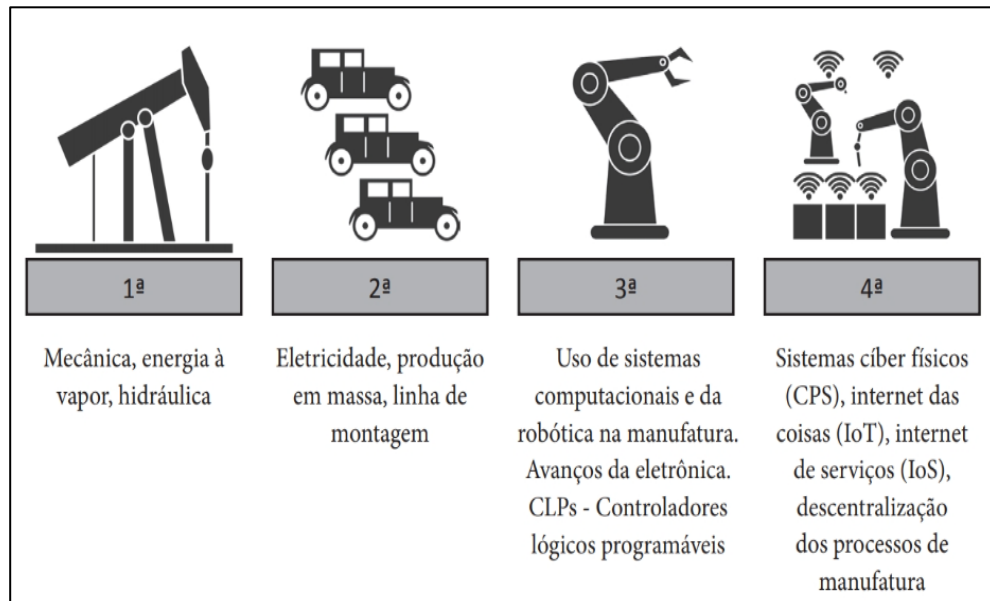 1ª
Mecânica, energia à
vapor, hidráulica
2ª
Eletricidade, produção
em massa, linha de
montagem
3ª
Uso de sistemas
computacionais e da
robótica na manufatura.
Avanços da eletrônica.
CLPs - Controladores
lógicos programáveis
4ª
Sistemas cíber físicos
(CPS), internet das
coisas (IoT), internet
de serviços (IoS),
descentralização
dos processos de
manufatura